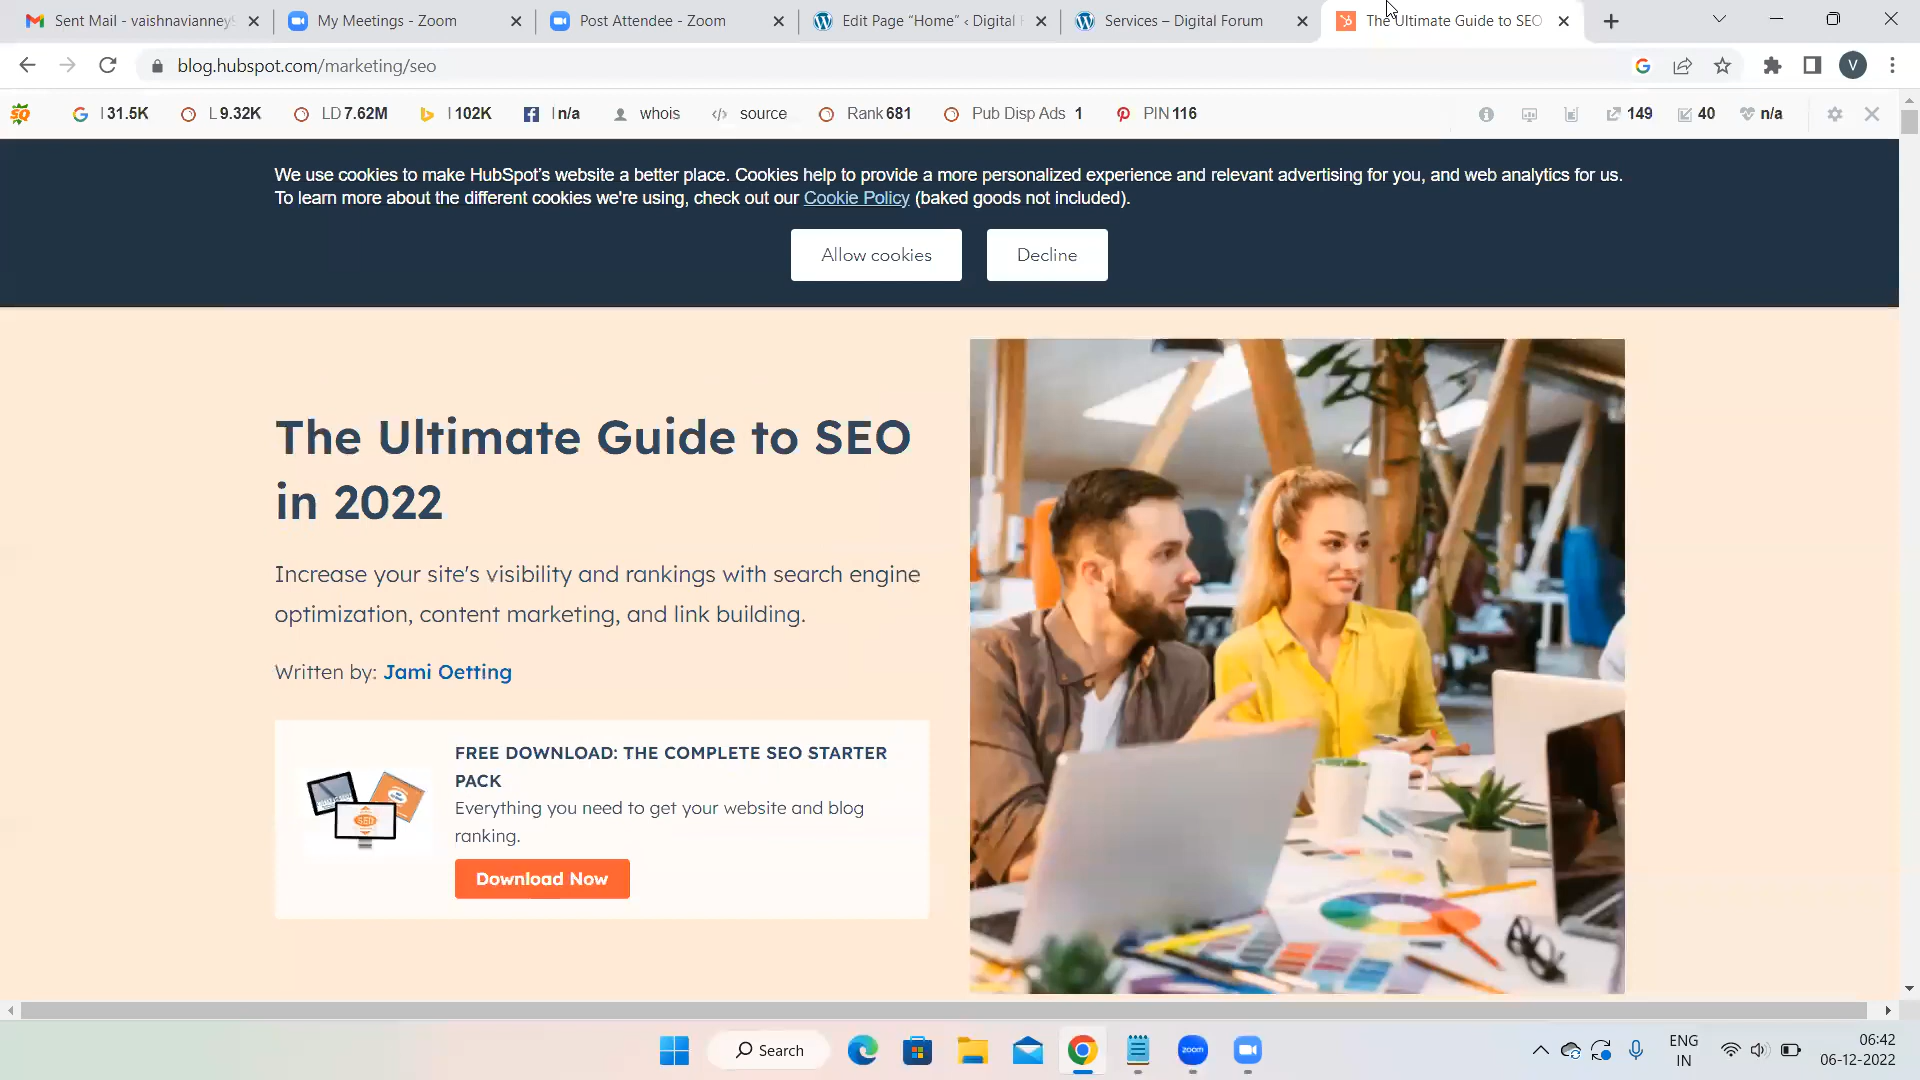 Sent Mail - vaishnavianney
My Meetings - Zoom
Post Attendee - Zoom
Edit Page “Home” ‹ Digital F
Services – Digital Forum
The Ultimate Guide to SEO
blog.hubspot.com/marketing/seo
V
SQ
I 31.5K
L 9.32K
LD 7.62M
I 102K
I n/a
whois
source
Rank 681
Pub Disp Ads 1
PIN 116
149
40
n/a
We use cookies to make HubSpot's website a better place. Cookies help to provide a more personalized experience and relevant advertising for you, and web analytics for us.
To learn more about the different cookies we're using, check out our Cookie Policy (baked goods not included).
Allow cookies
Decline
The Ultimate Guide to SEO
in 2022
Increase your site's visibility and rankings with search engine
optimization, content marketing, and link building.
Written by: Jami Oetting
FREE DOWNLOAD: THE COMPLETE SEO STARTER
PACK
Everything you need to get your website and blog
ranking.
SEO
Download Now
Search
zoom
ENG
IN
06:42
06-12-2022